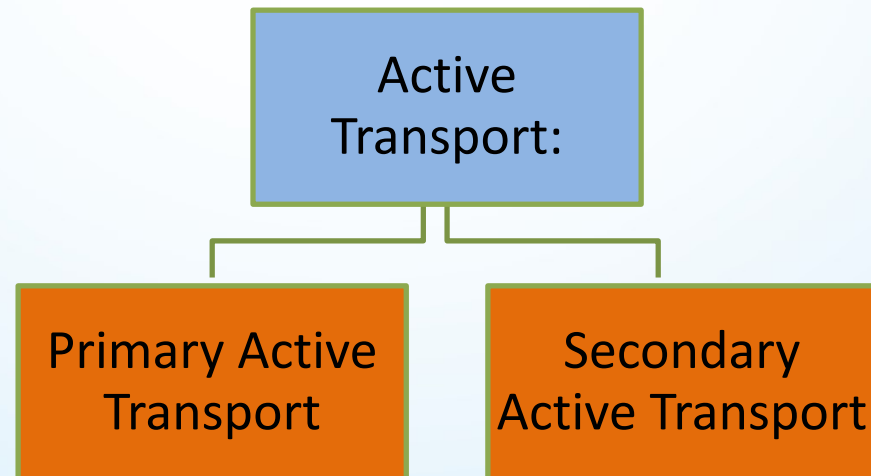 Active
Transport:
Primary Active
Transport
Secondary
Active Transport